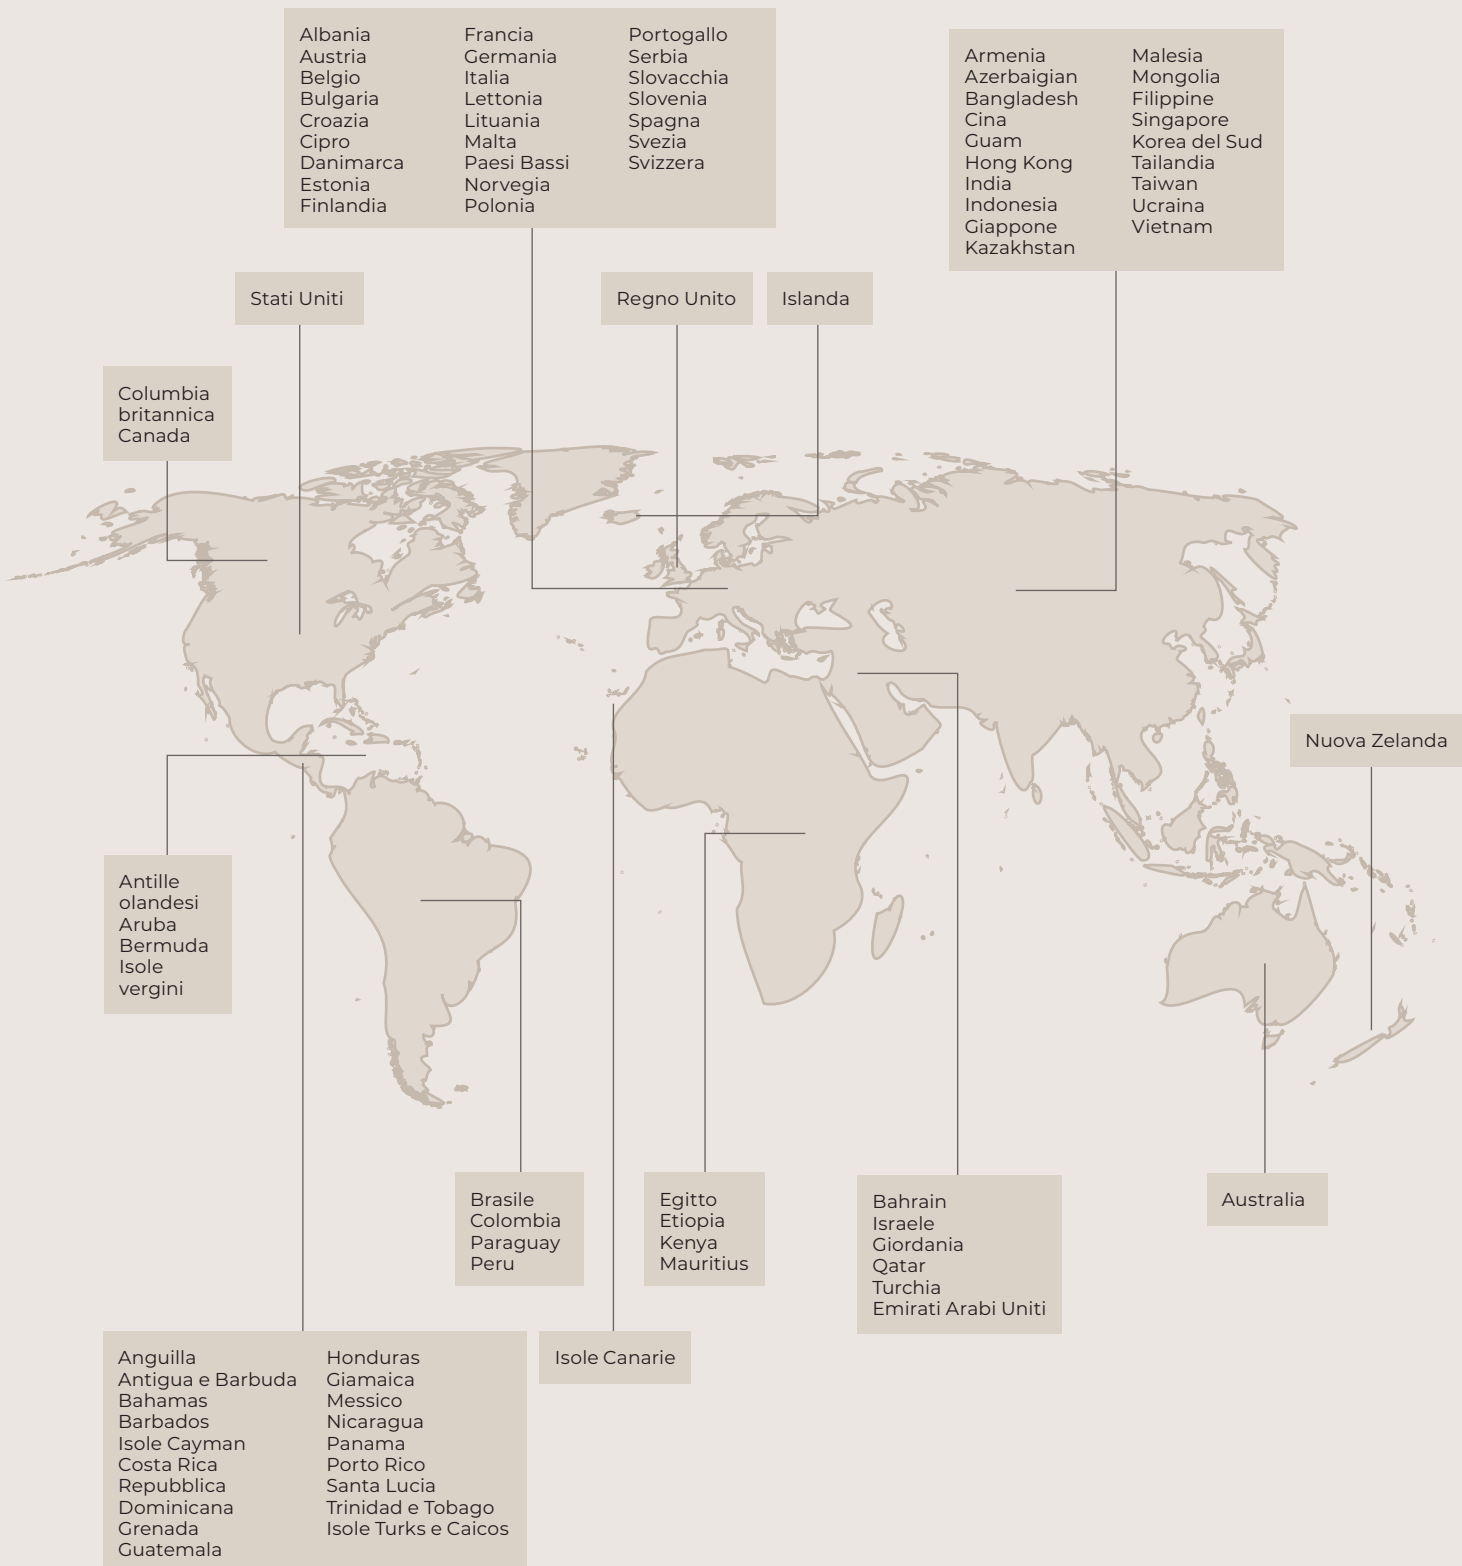 Albania
Austria
Belgio
Bulgaria
Croazia
Cipro
Danimarca
Estonia
Finlandia
Francia
Germania
Italia
Lettonia
Lituania
Malta
Paesi Bassi
Norvegia
Polonia
Portogallo
Serbia
Slovacchia
Slovenia
Spagna
Svezia
Svizzera
Armenia
Azerbaigian
Bangladesh
Cina
Guam
Hong Kong
India
Indonesia
Giappone
Kazakhstan
Malesia
Mongolia
Filippine
Singapore
Korea del Sud
Tailandia
Taiwan
Ucraina
Vietnam
Stati Uniti
Regno Unito
Islanda
Columbia
britannica
Canada
Nuova Zelanda
Antille
olandesi
Aruba
Bermuda
Isole
vergini
Brasile
Colombia
Paraguay
Peru
Egitto
Etiopia
Kenya
Mauritius
Bahrain
Israele
Giordania
Qatar
Turchia
Emirati Arabi Uniti
Australia
Anguilla
Antigua e Barbuda
Bahamas
Barbados
Isole Cayman
Costa Rica
Repubblica
Dominicana
Grenada
Guatemala
Honduras
Giamaica
Messico
Nicaragua
Panama
Porto Rico
Santa Lucia
Trinidad e Tobago
Isole Turks e Caicos
Isole Canarie